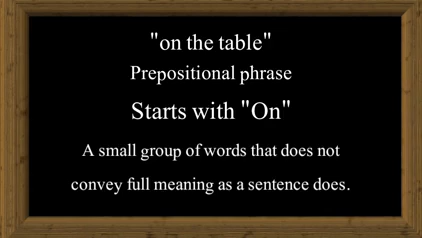 "on the table"
Prepositional phrase
Starts with "On"
A small group of words that does not
convey full meaning as a sentence does.